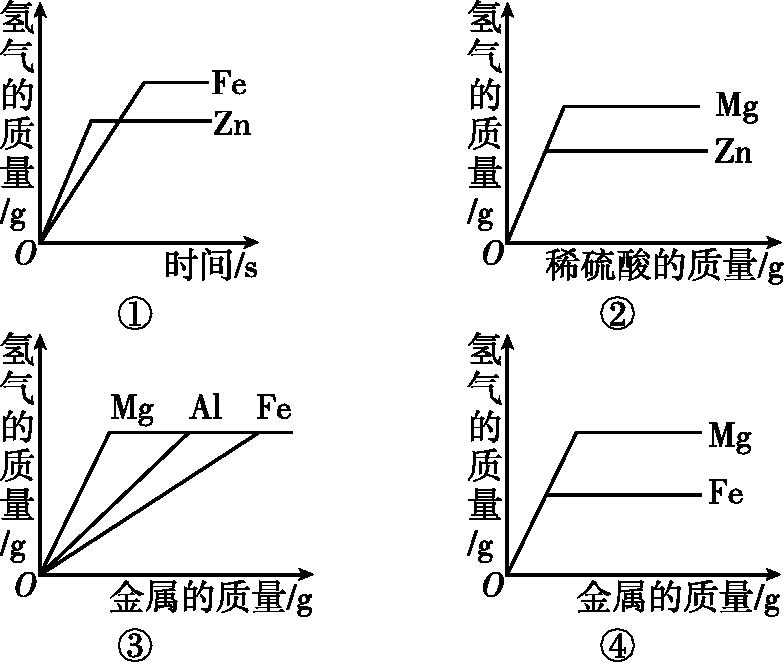 氢气的质量/g
Fe
Zn
O
时间/s
①
氢气的质量/g
Mg
Zn
O
稀硫酸的质量/g
②
氢气的质量/g
Mg Al Fe
O
金属的质量/g
③
氢气的质量/g
Mg
Fe
O
金属的质量/g
④